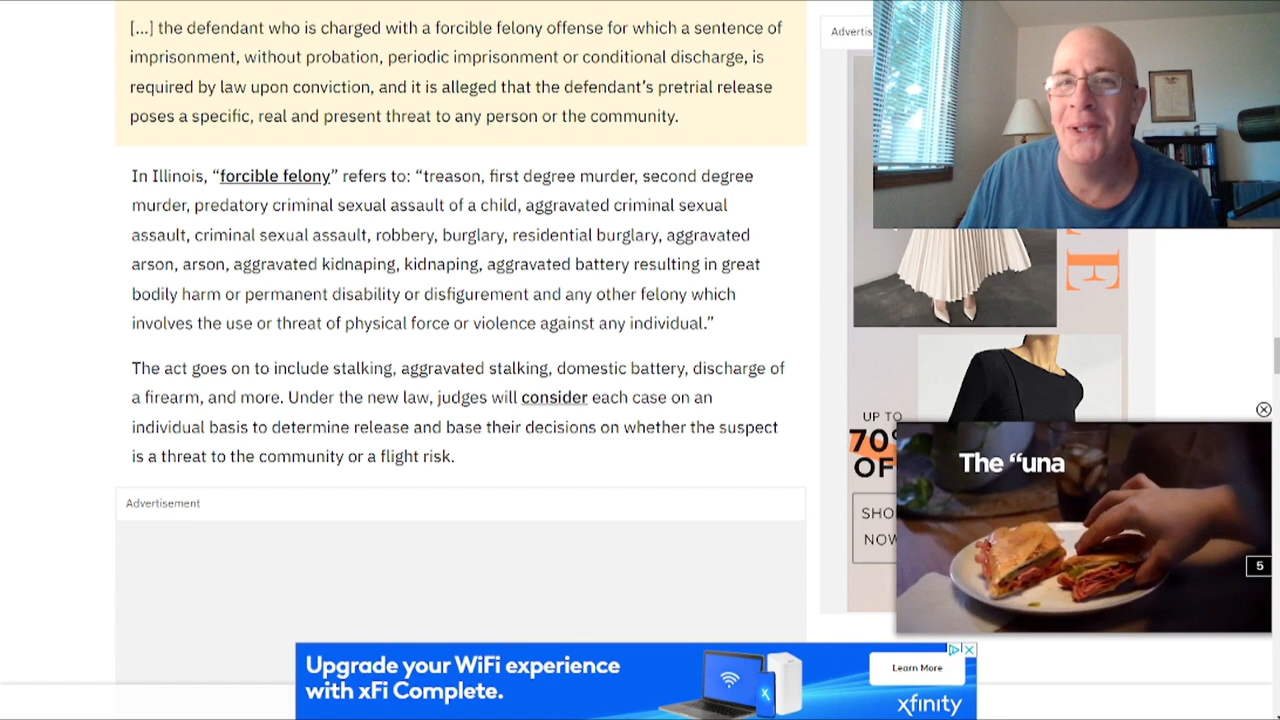 [...] the defendant who is charged with a forcible felony offense for which a sentence of
imprisonment, without probation, periodic imprisonment or conditional discharge, is
required by law upon conviction, and it is alleged that the defendant's pretrial release
poses a specific, real and present threat to any person or the community.
In Illinois, “forcible felony” refers to: “treason, first degree murder, second degree
murder, predatory criminal sexual assault of a child, aggravated criminal sexual
assault, criminal sexual assault, robbery, burglary, residential burglary, aggravated
arson, arson, aggravated kidnaping, kidnaping, aggravated battery resulting in great
bodily harm or permanent disability or disfigurement and any other felony which
involves the use or threat of physical force or violence against any individual.”
The act goes on to include stalking, aggravated stalking, domestic battery, discharge of
a firearm, and more. Under the new law, judges will consider each case on an
individual basis to determine release and base their decisions on whether the suspect
is a threat to the community or a flight risk.
Advertisement
Advertis
E
UP TO
70%
OF
SHO
NOW
The “una
5
Upgrade your WiFi experience
with xFi Complete.
Learn More
xfinity